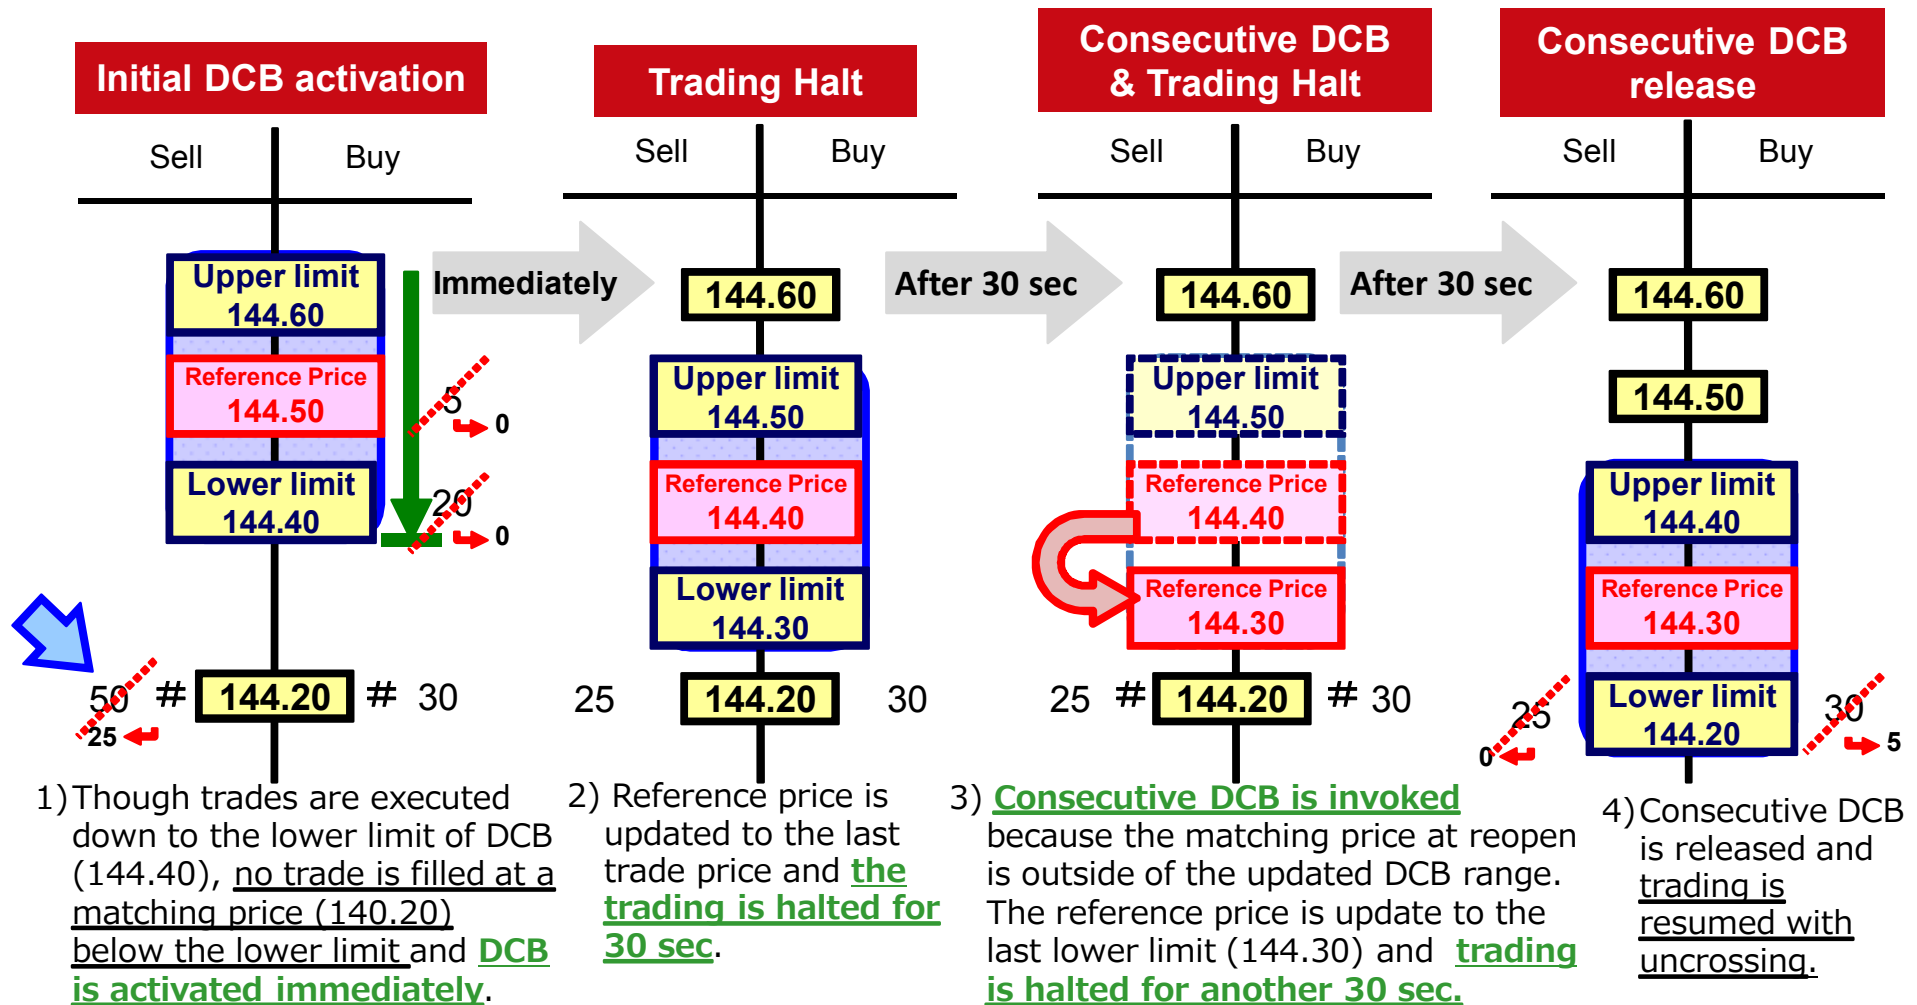 Initial DCB activation
Sell Buy
Upper limit
144.60
Reference Price
144.50
5
0
Lower limit
144.40
20
0
50 # 144.20 # 30
25
1) Though trades are executed
down to the lower limit of DCB
(144.40), no trade is filled at a
matching price (140.20)
below the lower limit and DCB
is activated immediately.
Immediately
Trading Halt
Sell Buy
144.60
Upper limit
144.50
Reference Price
144.40
Lower limit
144.30
25 144.20 30
2) Reference price is
updated to the last
trade price and the
trading is halted for
30 sec.
After 30 sec
Consecutive DCB
& Trading Halt
Sell Buy
144.60
Upper limit
144.50
Reference Price
144.40
Reference Price
144.30
25 # 144.20 # 30
3) Consecutive DCB is invoked
because the matching price at reopen
is outside of the updated DCB range.
The reference price is update to the
last lower limit (144.30) and trading
is halted for another 30 sec.
After 30 sec
Consecutive DCB
release
Sell Buy
144.60
144.50
Upper limit
144.40
Reference Price
144.30
25 Lower limit 30
144.20
0 5
4) Consecutive DCB
is released and
trading is
resumed with
uncrossing.